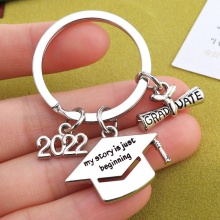 GRADUATE
2022
my story is just
beginning